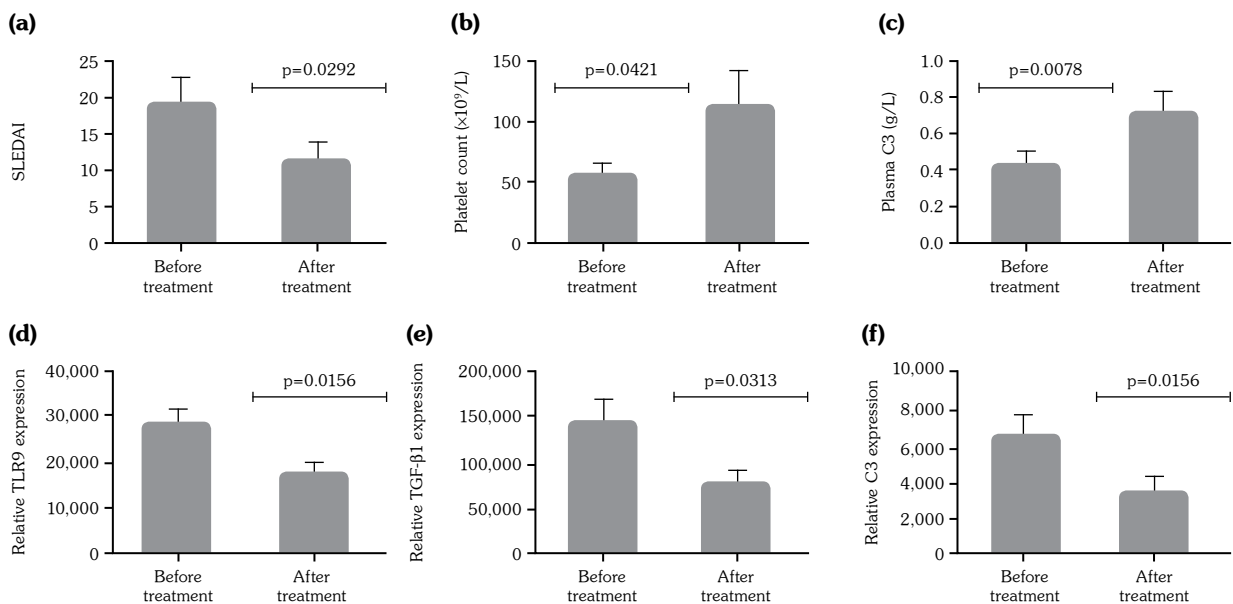 (a)
SLEDAI
25
20
15
10
5
0
p=0.0292
Before
treatment
After
treatment
(b)
Platelet count (×10⁹/L)
150
100
50
0
p=0.0421
Before
treatment
After
treatment
(c)
Plasma C3 (g/L)
1.0
0.8
0.6
0.4
0.2
0.0
p=0.0078
Before
treatment
After
treatment
(d)
Relative TLR9 expression
40,000
30,000
20,000
10,000
0
p=0.0156
Before
treatment
After
treatment
(e)
Relative TGF-β1 expression
200,000
150,000
100,000
50,000
0
p=0.0313
Before
treatment
After
treatment
(f)
Relative C3 expression
10,000
8,000
6,000
4,000
2,000
0
p=0.0156
Before
treatment
After
treatment